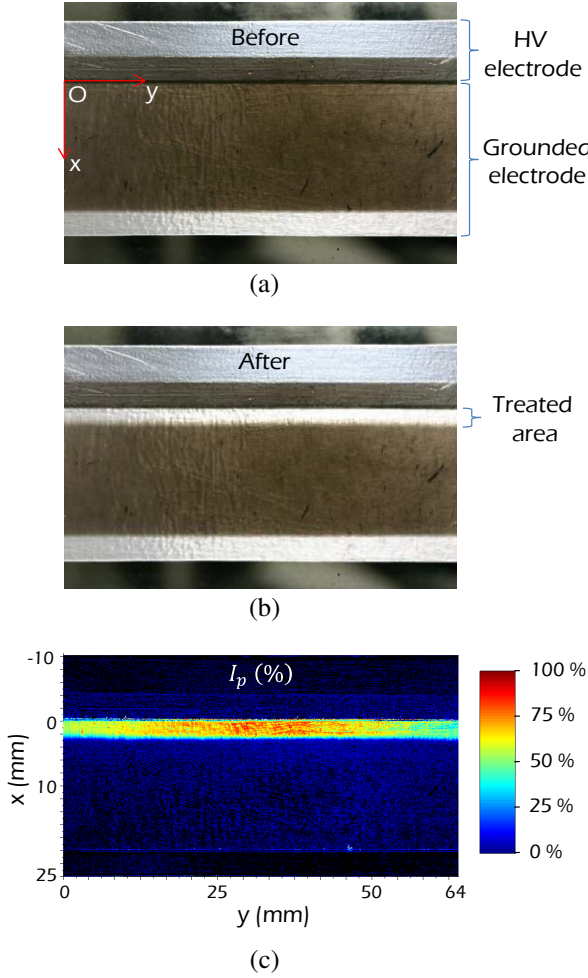 Before
HV
electrode
O
y
x
Grounded
electrode
(a)
After
Treated
area
(b)
I_p (%)
-10
0
10
25
x (mm)
0
25
50
64
y (mm)
100 %
75 %
50 %
25 %
0 %
(c)